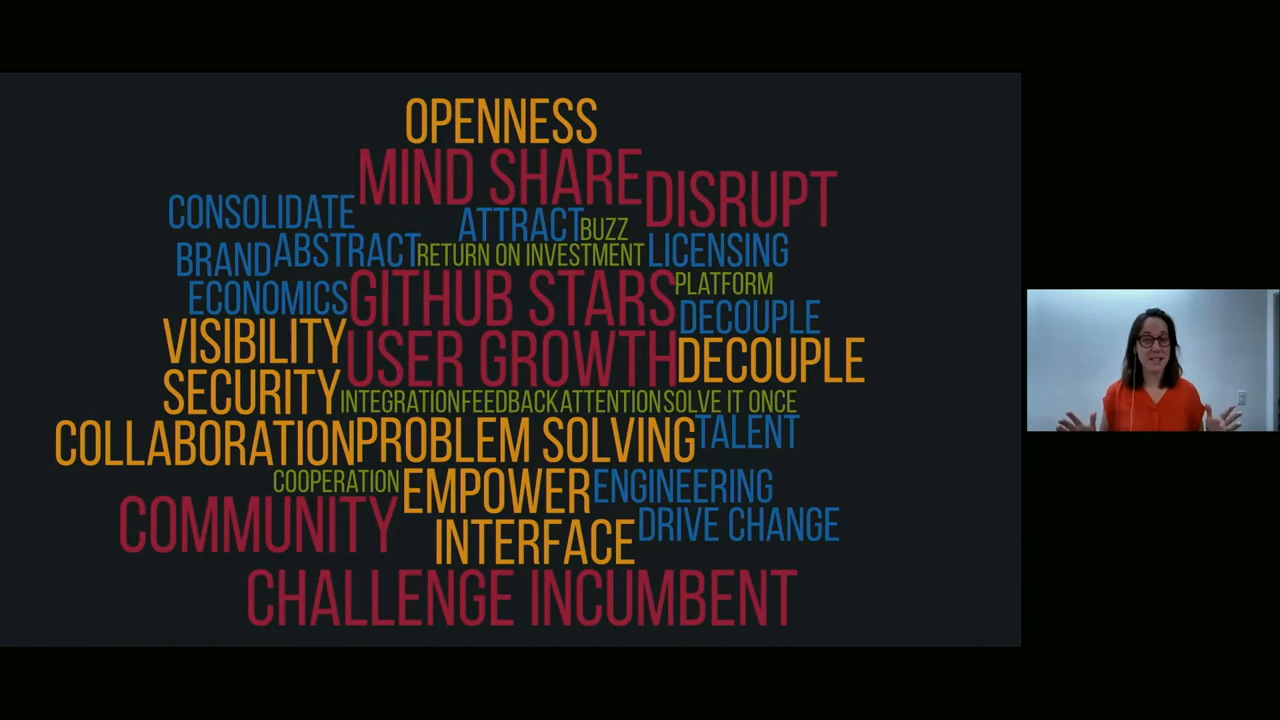 OPENNESS
MIND SHARE
DISRUPT
CONSOLIDATE
ATTRACT
BUZZ
BRAND
ABSTRACT
RETURN ON INVESTMENT
LICENSING
ECONOMICS
GITHUB STARS
PLATFORM
DECOUPLE
VISIBILITY
USER GROWTH
DECOUPLE
SECURITY
INTEGRATION
FEEDBACK
ATTENTION
SOLVE IT ONCE
COLLABORATION
PROBLEM SOLVING
TALENT
COOPERATION
EMPOWER
ENGINEERING
COMMUNITY
INTERFACE
DRIVE CHANGE
CHALLENGE INCUMBENT